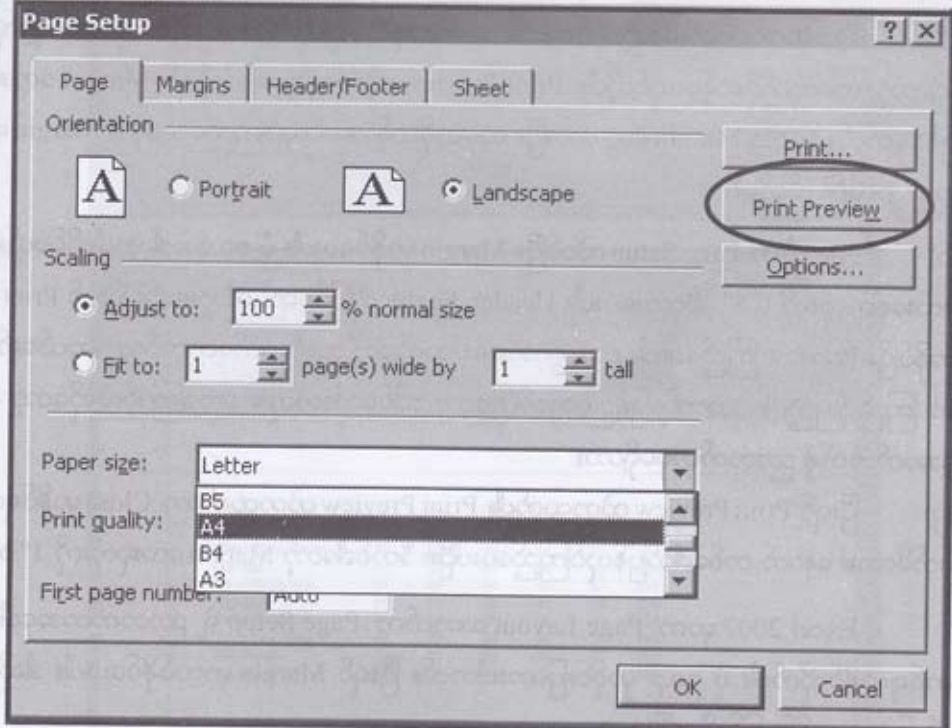 Page Setup
? ×
Page Margins Header/Footer Sheet
Orientation
A Portrait A Landscape
Print...
Print Preview
Options...
Scaling
Adjust to: 100 % normal size
Fit to: 1 page(s) wide by 1 tall
Paper size: Letter
B5
Print quality: A4
B4
A3
First page number: Auto
OK Cancel